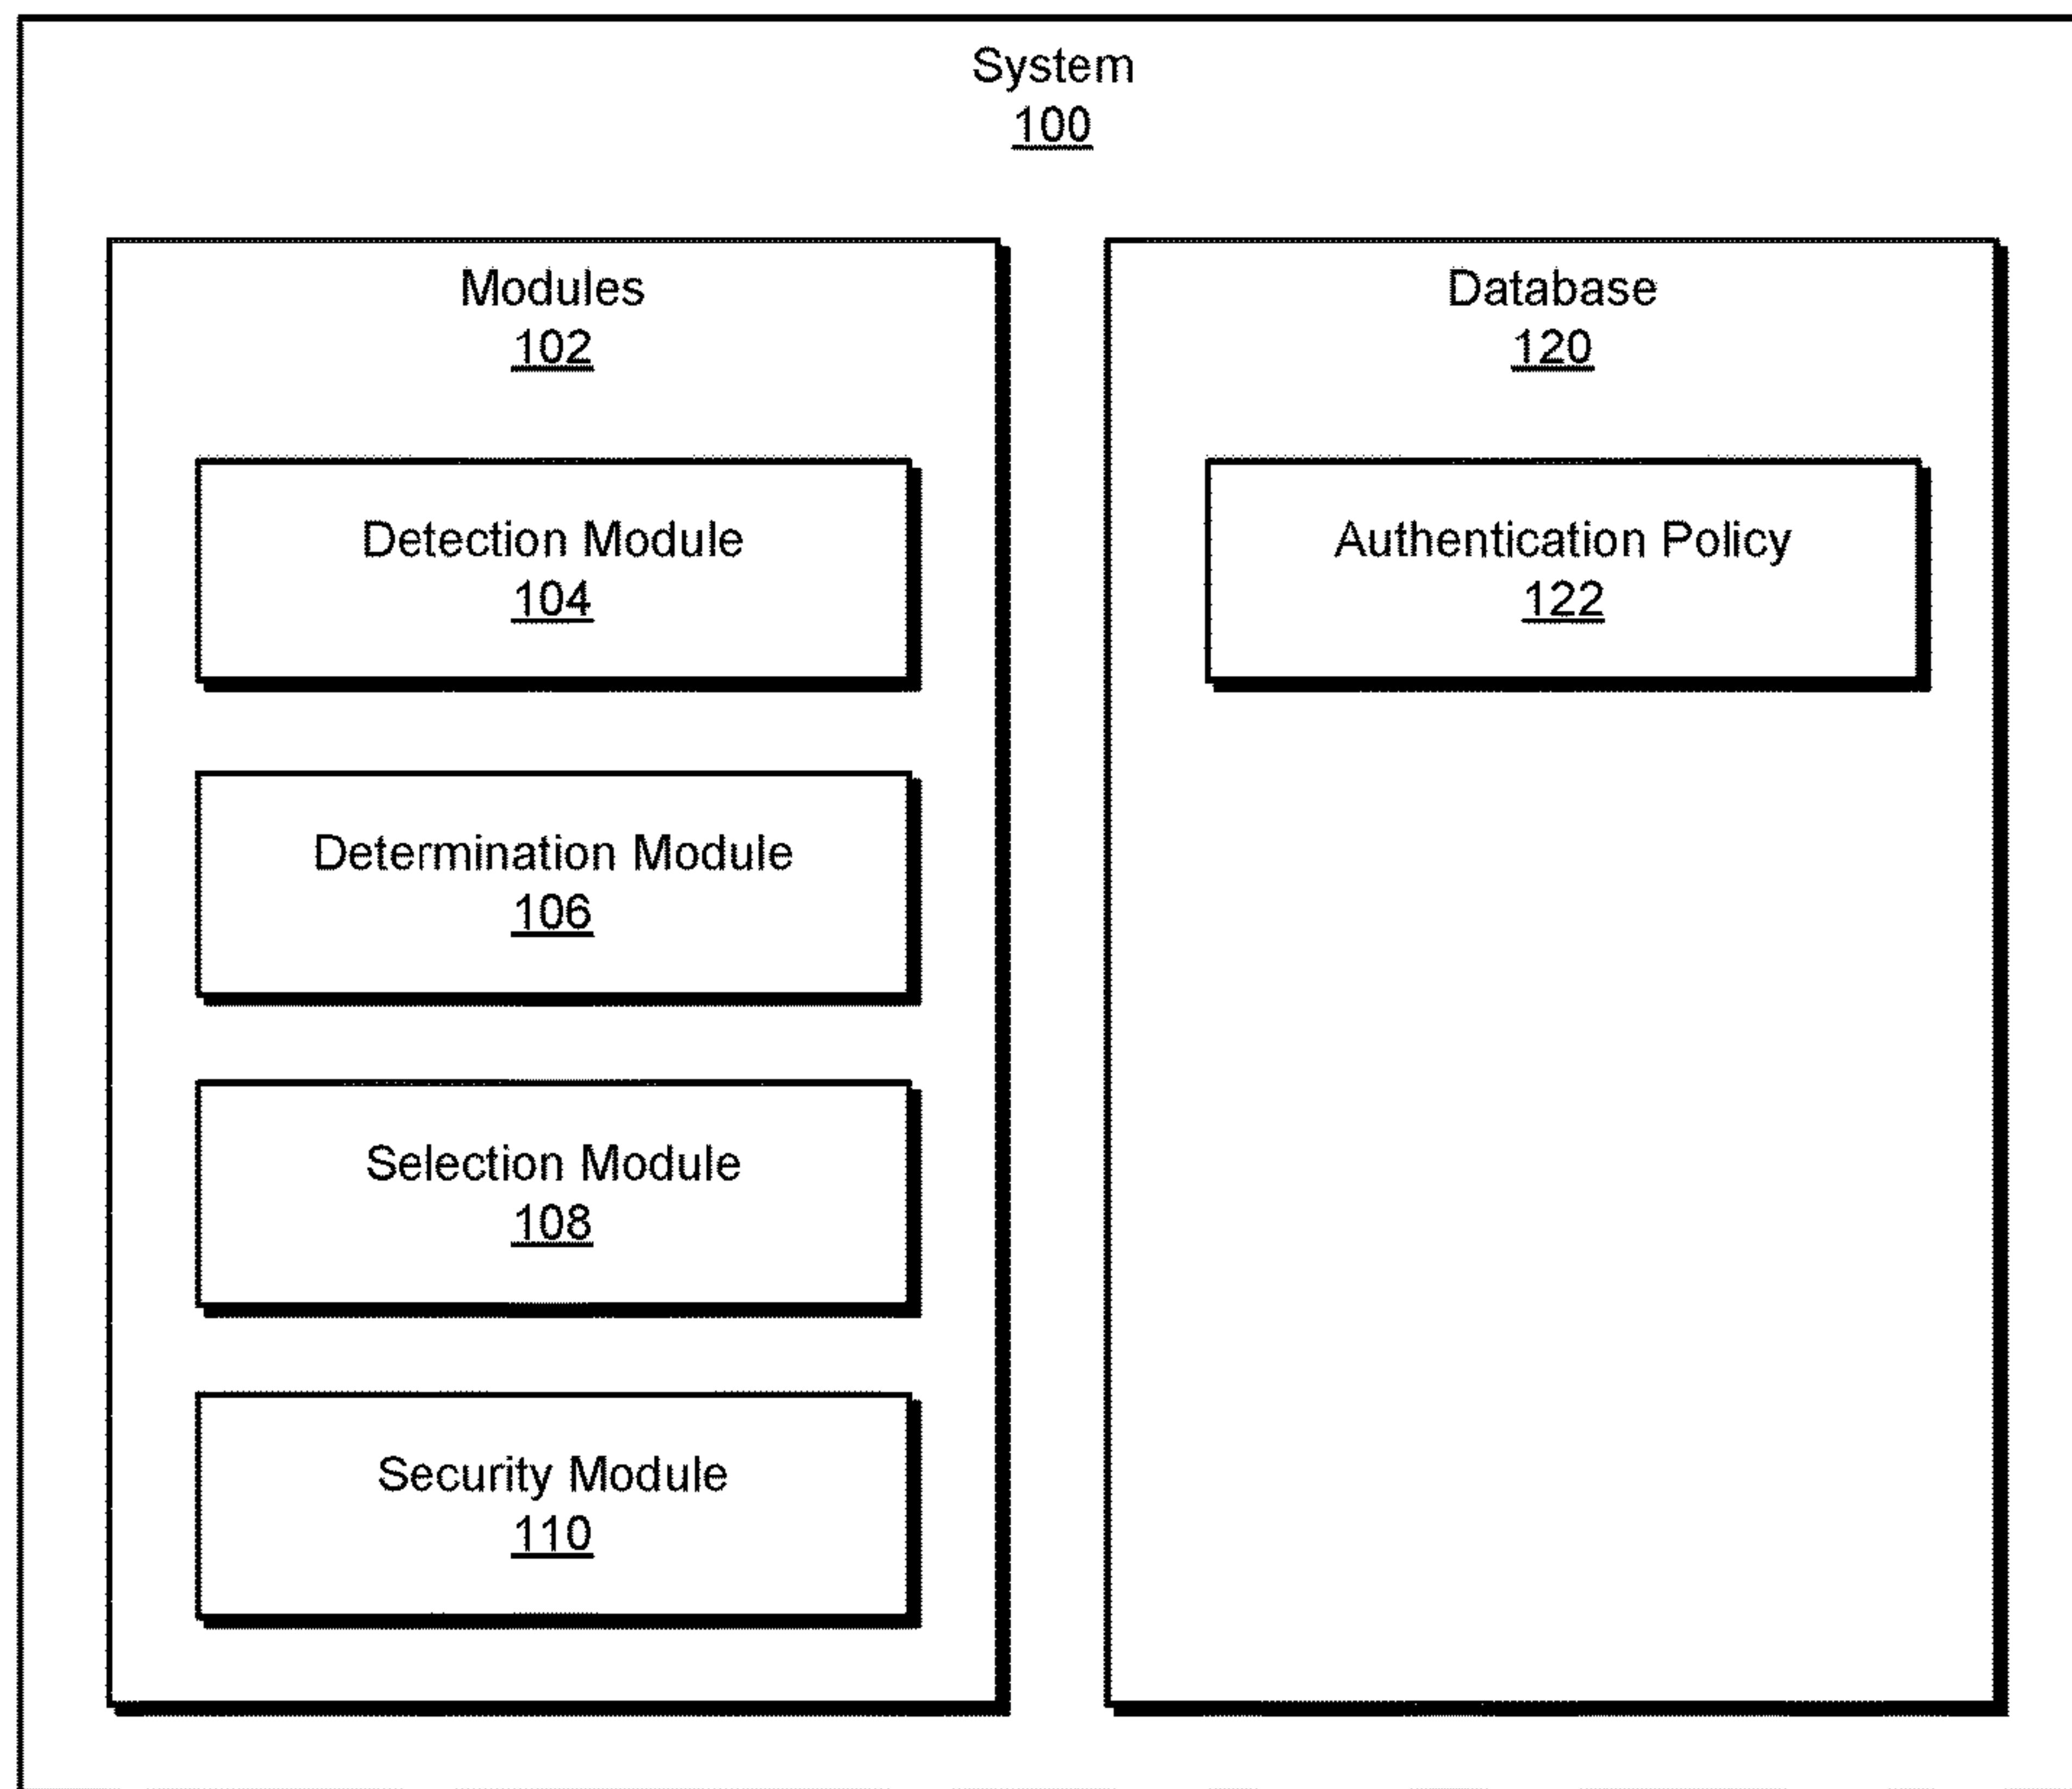 System
100
Modules
102
Detection Module
104
Determination Module
106
Selection Module
108
Security Module
110
Database
120
Authentication Policy
122